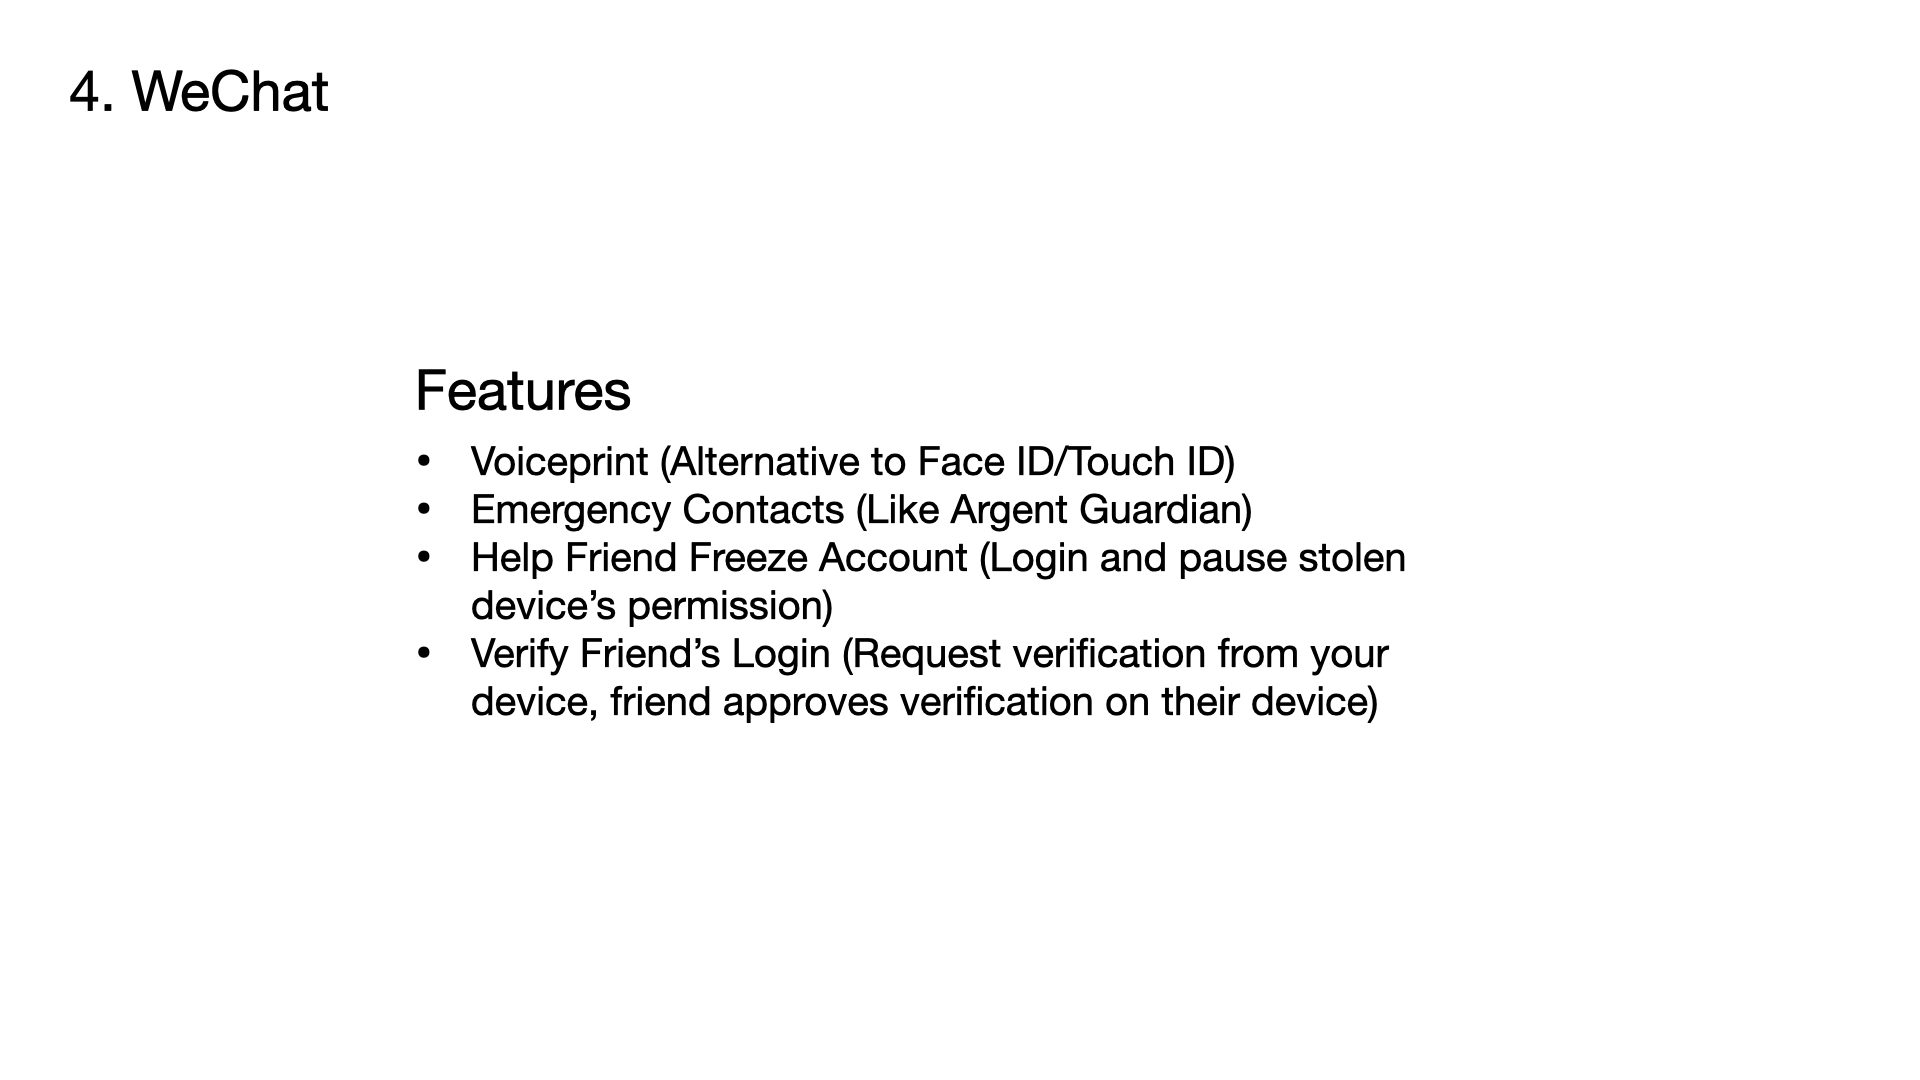 4. WeChat
Features
• Voiceprint (Alternative to Face ID/Touch ID)
• Emergency Contacts (Like Argent Guardian)
• Help Friend Freeze Account (Login and pause stolen
device’s permission)
• Verify Friend’s Login (Request verification from your
device, friend approves verification on their device)